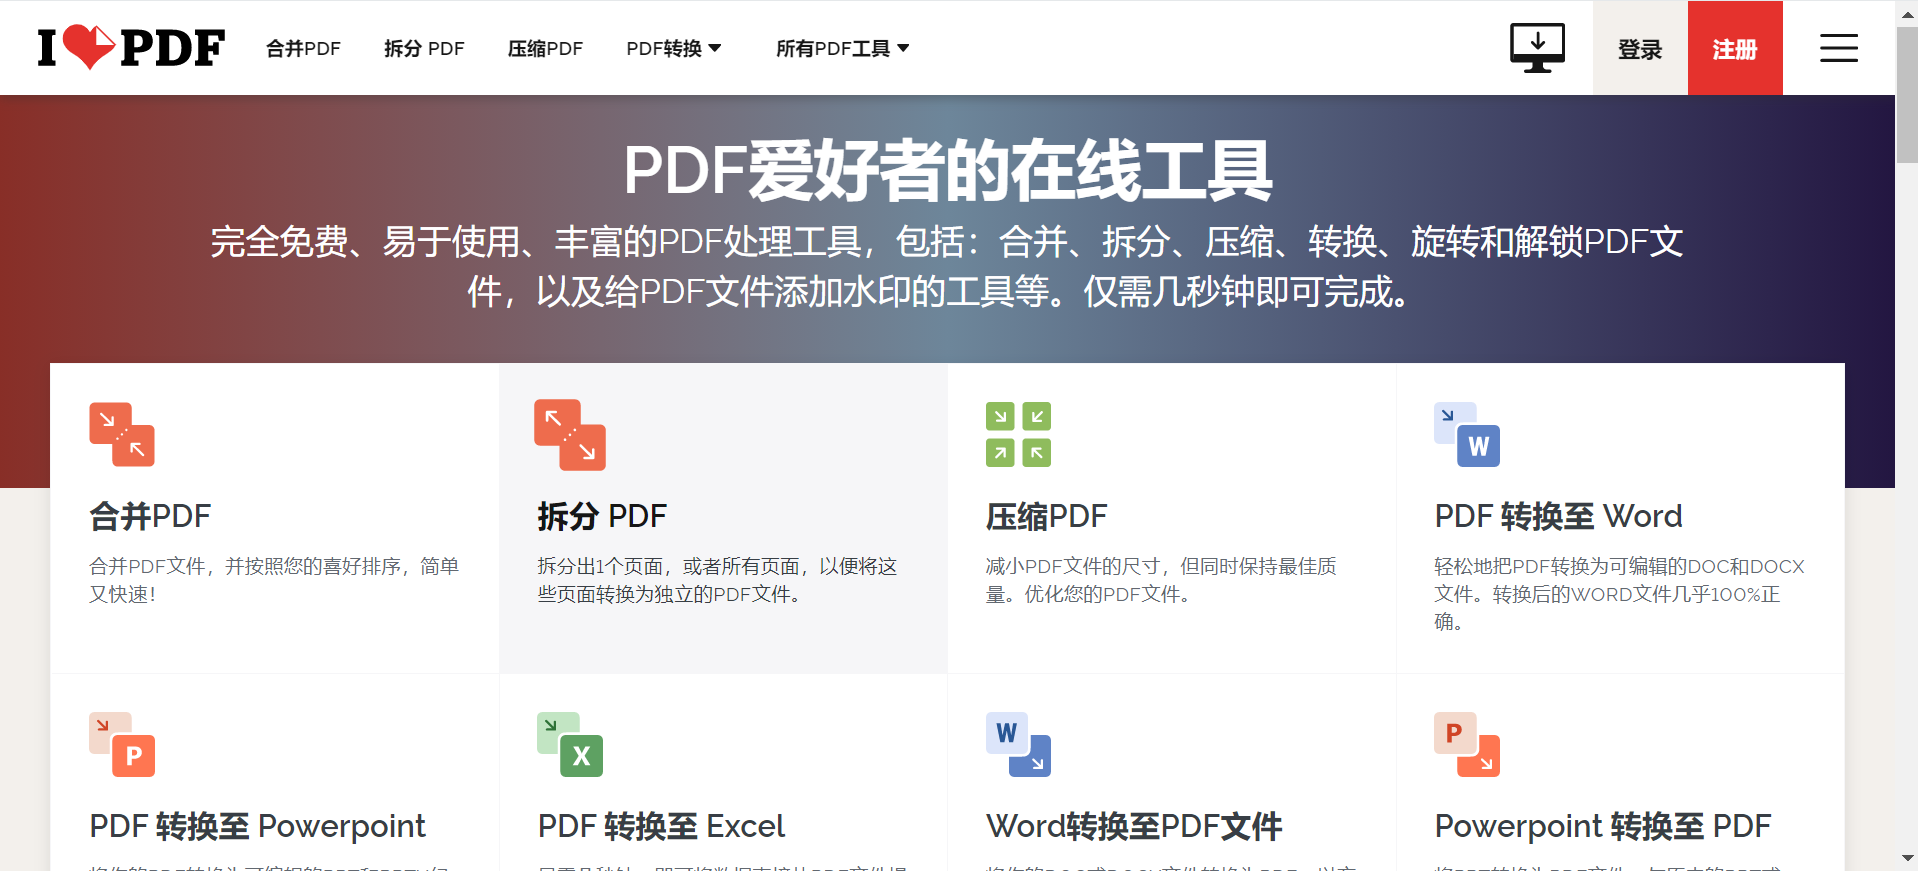 I PDF
合并PDF
拆分 PDF
压缩PDF
PDF转换
所有PDF工具
登录
注册
PDF爱好者的在线工具
完全免费、易于使用、丰富的PDF处理工具，包括：合并、拆分、压缩、转换、旋转和解锁PDF文
件，以及给PDF文件添加水印的工具等。仅需几秒钟即可完成。
合并PDF
合并PDF文件，并按照您的喜好排序，简单
又快速！
拆分 PDF
拆分出1个页面，或者所有页面，以便将这
些页面转换为独立的PDF文件。
压缩PDF
减小PDF文件的尺寸，但同时保持最佳质
量。优化您的PDF文件。
W
PDF 转换至 Word
轻松地把PDF转换为可编辑的DOC和DOCX
文件。转换后的WORD文件几乎100%正
确。
P
PDF 转换至 Powerpoint
X
PDF 转换至 Excel
W
Word转换至PDF文件
P
Powerpoint 转换至 PDF